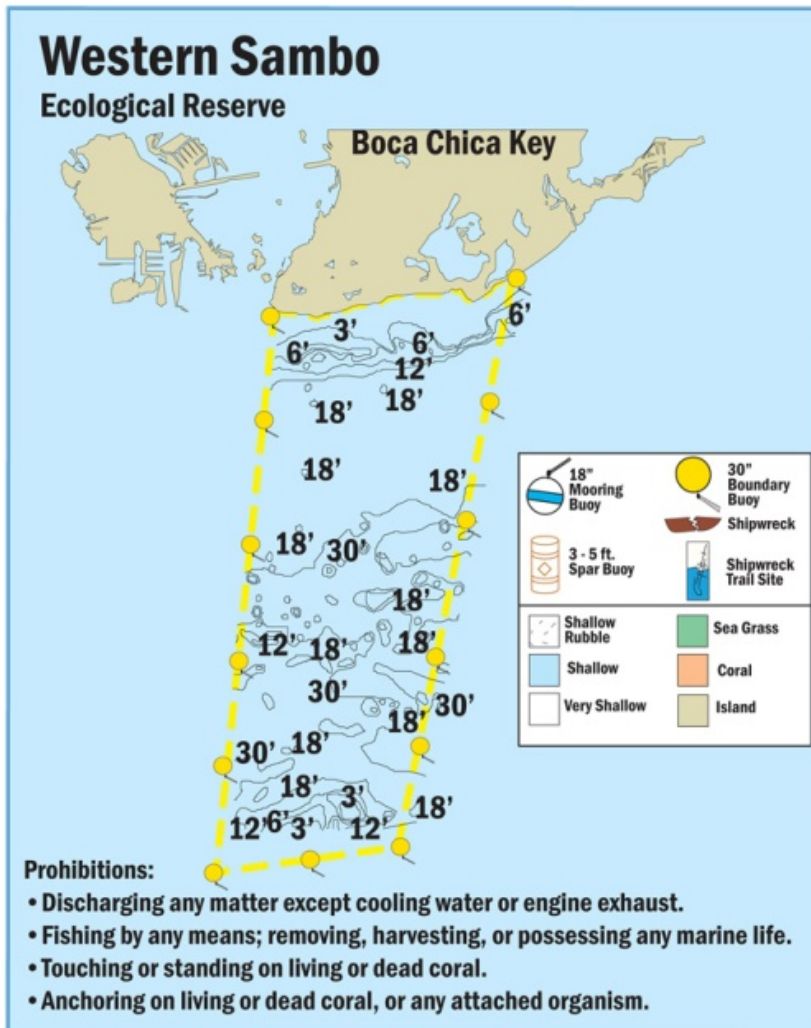 Western Sambo
Ecological Reserve
Boca Chica Key
6'
3'
6'
6'
12'
18'
18'
18'
18'
18'
30'
18'
12'
18'
18'
30'
30'
18'
30'
18'
18'
3'
18'
12'
6'
3'
12'
18"
Mooring
Buoy
30"
Boundary
Buoy
Shipwreck
3 - 5 ft.
Spar Buoy
Shipwreck
Trail Site
Shallow
Rubble
Sea Grass
Shallow
Coral
Very Shallow
Island
Prohibitions:
• Discharging any matter except cooling water or engine exhaust.
• Fishing by any means; removing, harvesting, or possessing any marine life.
• Touching or standing on living or dead coral.
• Anchoring on living or dead coral, or any attached organism.